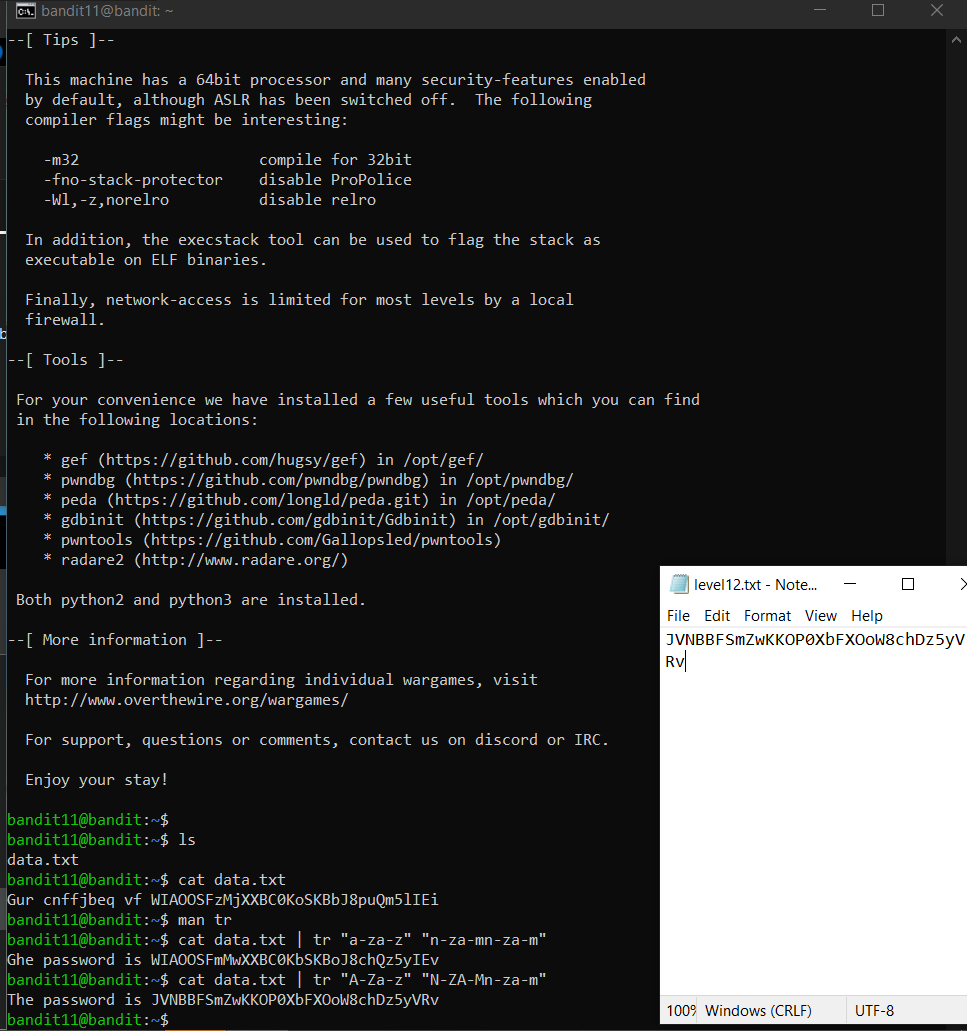 bandit11@bandit: ~
--[ Tips ]--
This machine has a 64bit processor and many security-features enabled
by default, although ASLR has been switched off.  The following
compiler flags might be interesting:
-m32                    compile for 32bit
-fno-stack-protector    disable ProPolice
-Wl,-z,norelro          disable relro
In addition, the execstack tool can be used to flag the stack as
executable on ELF binaries.
Finally, network-access is limited for most levels by a local
firewall.
--[ Tools ]--
For your convenience we have installed a few useful tools which you can find
in the following locations:
* gef (https://github.com/hugsy/gef) in /opt/gef/
* pwndbg (https://github.com/pwndbg/pwndbg) in /opt/pwndbg/
* peda (https://github.com/longld/peda.git) in /opt/peda/
* gdbinit (https://github.com/gdbinit/Gdbinit) in /opt/gdbinit/
* pwntools (https://github.com/Gallopsled/pwntools)
* radare2 (http://www.radare.org/)
Both python2 and python3 are installed.
--[ More information ]--
For more information regarding individual wargames, visit
http://www.overthewire.org/wargames/
For support, questions or comments, contact us on discord or IRC.
Enjoy your stay!
bandit11@bandit:~$
bandit11@bandit:~$ ls
data.txt
bandit11@bandit:~$ cat data.txt
Gur cnffjbeq vf WIAOOSFzMjXXBC0KoSKBbJ8puQm5lIEi
bandit11@bandit:~$ man tr
bandit11@bandit:~$ cat data.txt | tr "a-za-z" "n-za-mn-za-m"
Ghe password is WIAOOSFmMwXXBC0KbSKBoJ8chQz5yIEv
bandit11@bandit:~$ cat data.txt | tr "A-Za-z" "N-ZA-Mn-za-m"
The password is JVNBBFSmZwKKOP0XbFXOoW8chDz5yVRv
bandit11@bandit:~$
level12.txt - Note...
File Edit Format View Help
JVNBBFSmZwKKOP0XbFXOoW8chDz5yV
Rv
100% Windows (CRLF) UTF-8